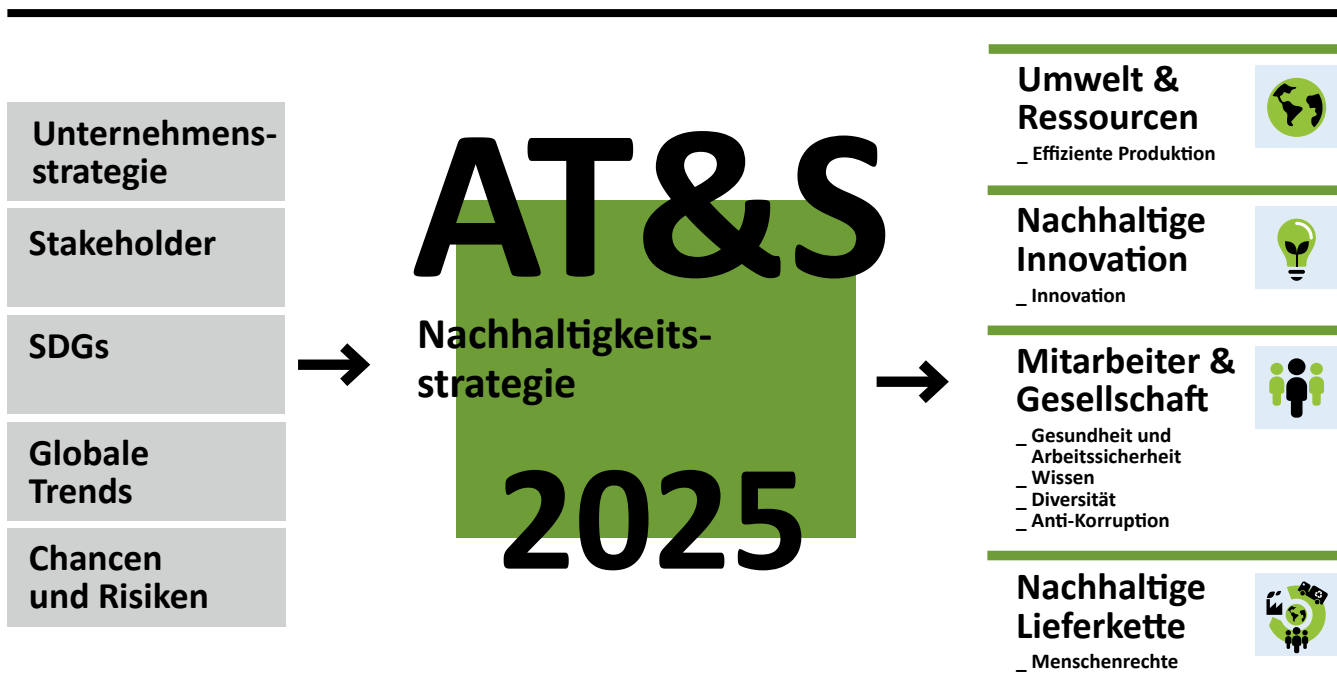 Unternehmens-
strategie
Stakeholder
SDGs
Globale
Trends
Chancen
und Risiken
AT&S
Nachhaltigkeits-
strategie
2025
Umwelt &
Ressourcen
_ Effiziente Produktion
Nachhaltige
Innovation
_ Innovation
Mitarbeiter &
Gesellschaft
_ Gesundheit und
Arbeitssicherheit
_ Wissen
_ Diversität
_ Anti-Korruption
Nachhaltige
Lieferkette
_ Menschenrechte